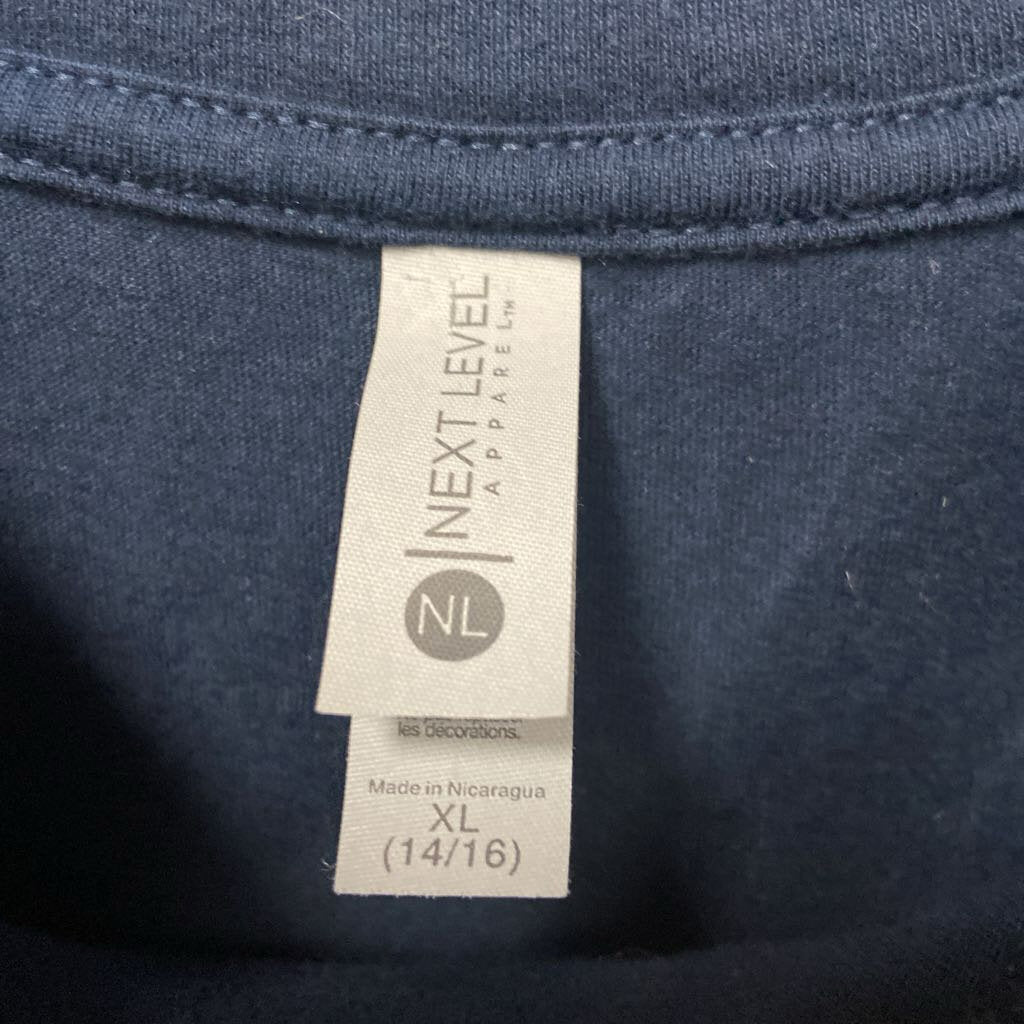 NEXT LEVEL
APPAREL™
NL
les décorations.
Made in Nicaragua
XL
(14/16)